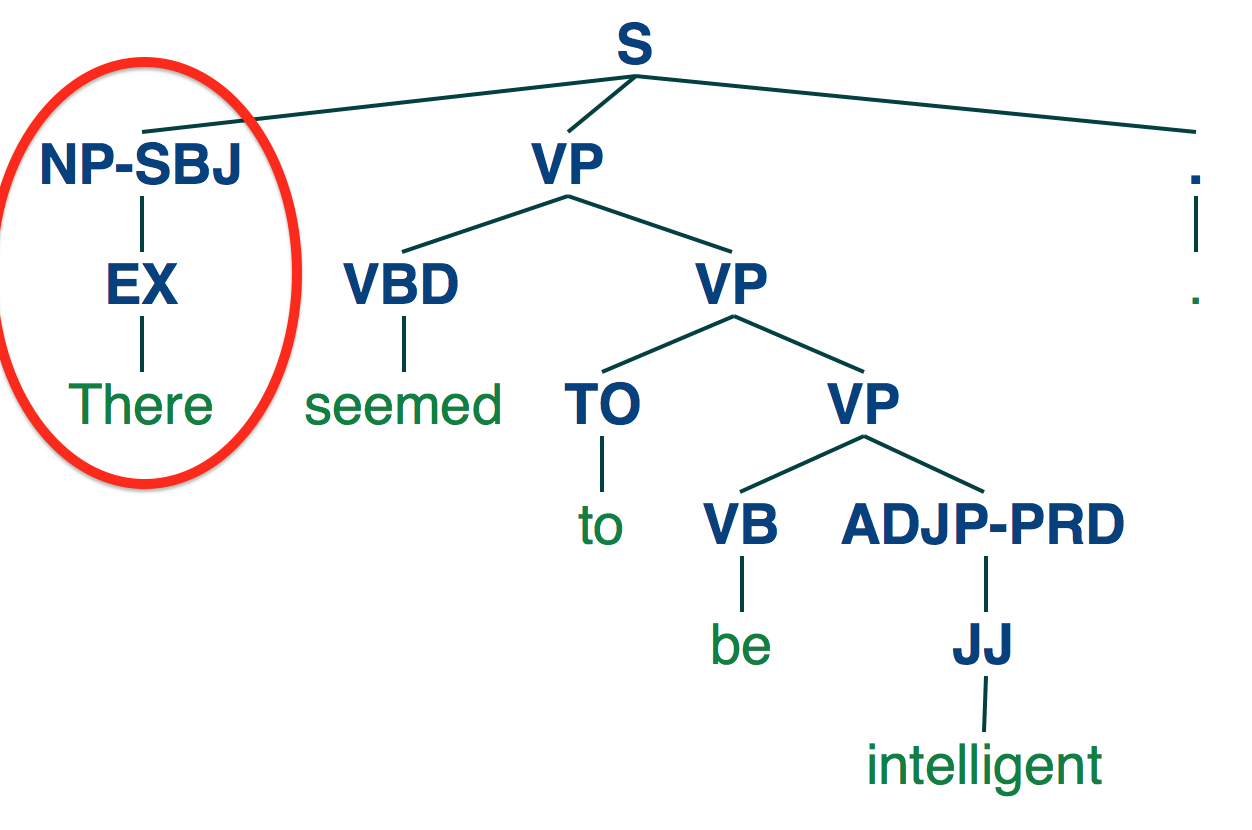 S
NP-SBJ VP .
EX VBD VP .
There seemed TO VP
to VB ADJP-PRD
be JJ
intelligent